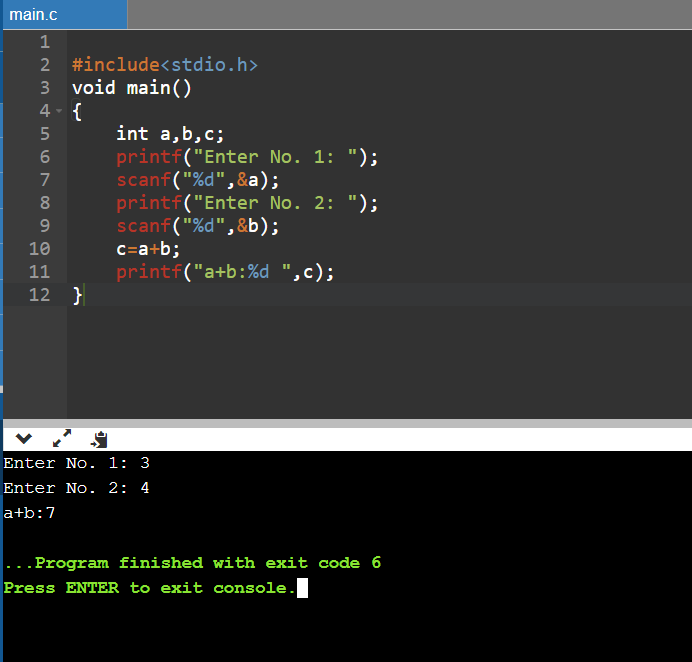 main.c
1
2 #include<stdio.h>
3 void main()
4 {
5     int a,b,c;
6     printf("Enter No. 1: ");
7     scanf("%d",&a);
8     printf("Enter No. 2: ");
9     scanf("%d",&b);
10     c=a+b;
11     printf("a+b:%d ",c);
12 }
Enter No. 1: 3
Enter No. 2: 4
a+b:7
...Program finished with exit code 6
Press ENTER to exit console.